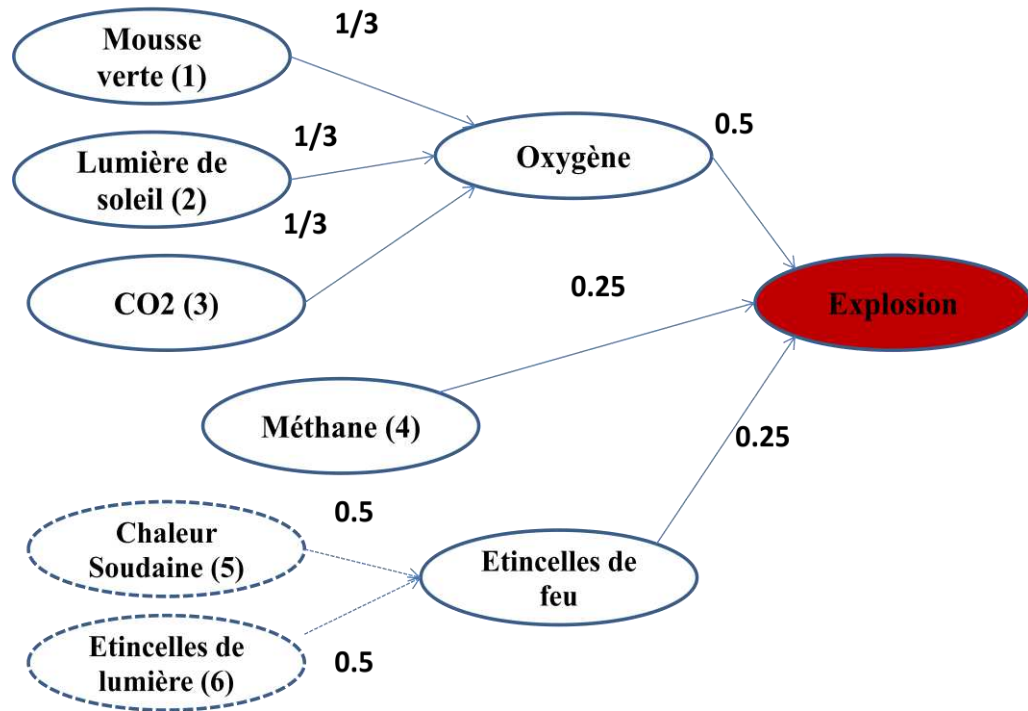 1/3
Mousse
verte (1)
0.5
1/3
Oxygène
Lumière de
soleil (2)
1/3
0.25
CO2 (3)
Explosion
Méthane (4)
0.25
0.5
Chaleur
Soudaine (5)
Etincelles de
feu
Etincelles de
lumière (6)
0.5